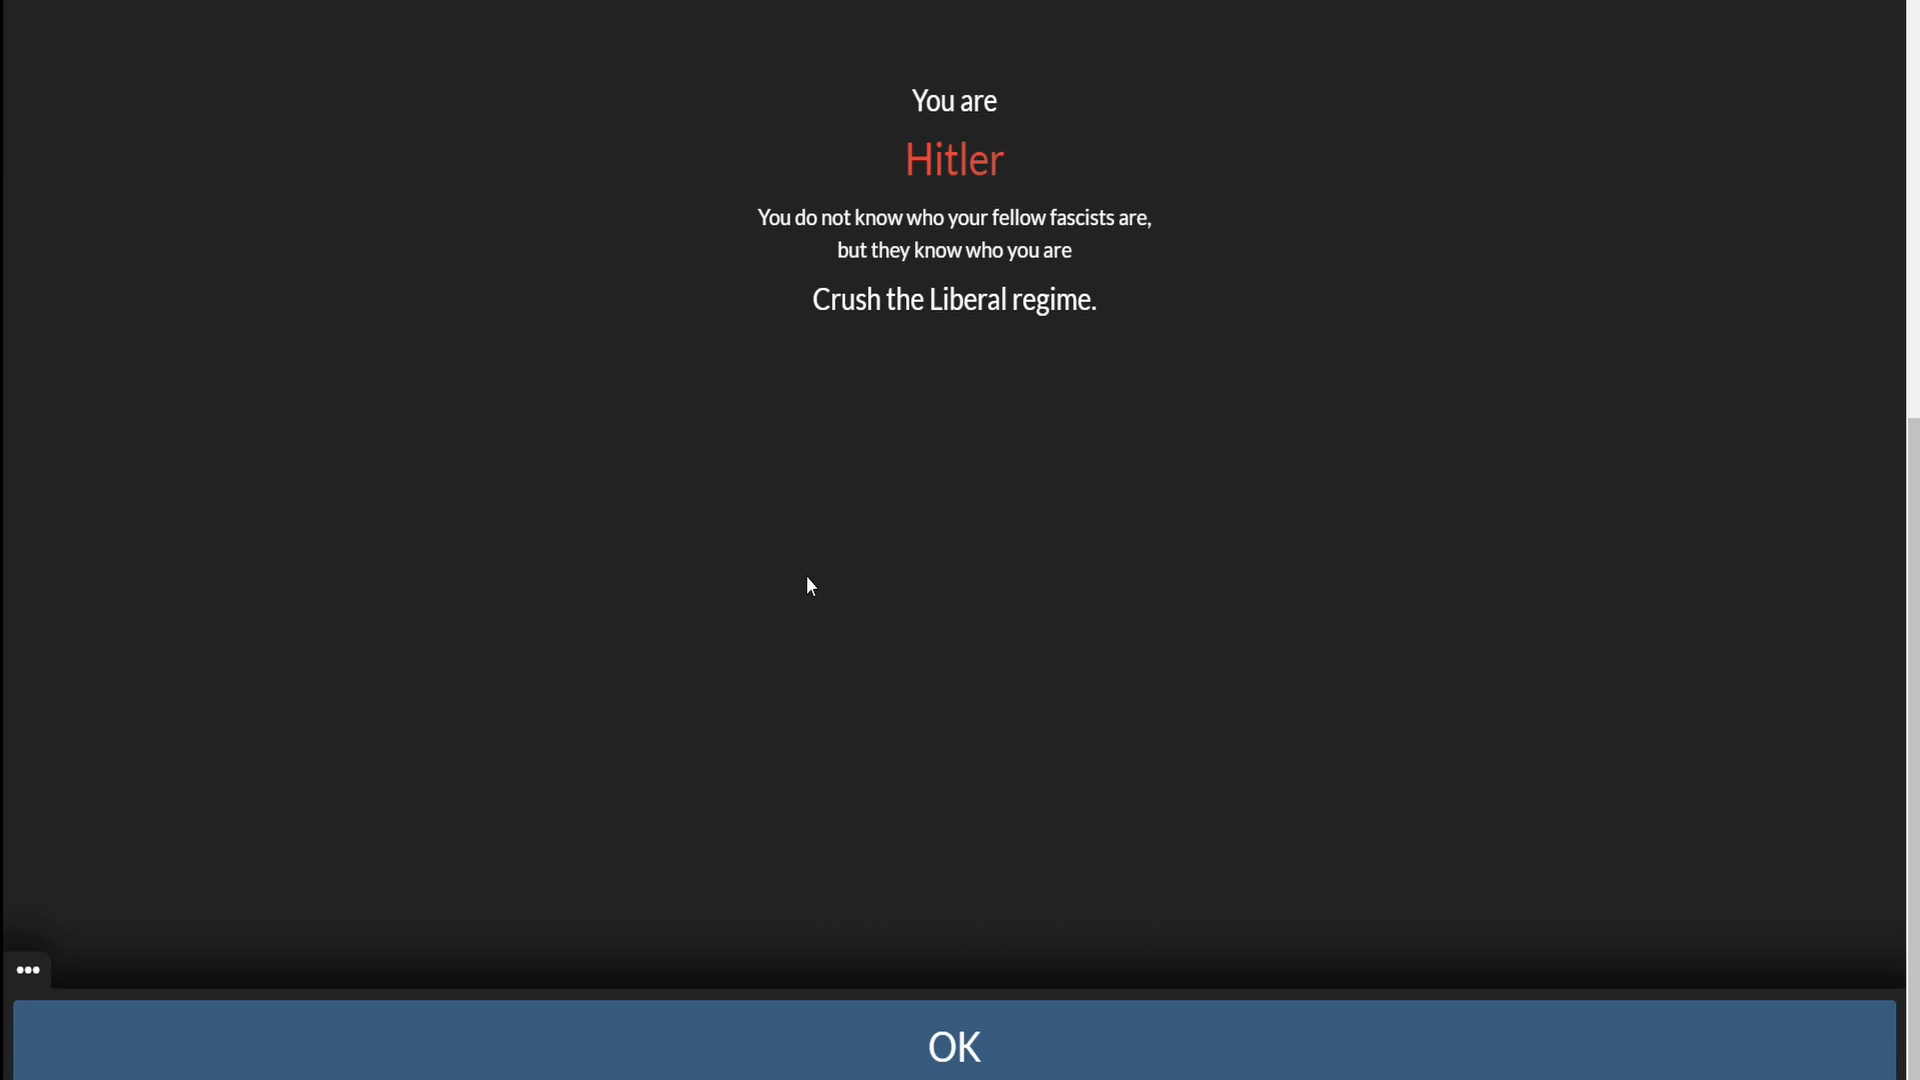 You are
Hitler
You do not know who your fellow fascists are,
but they know who you are
Crush the Liberal regime.
OK